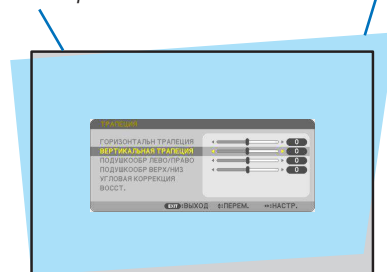 ТРАПЕЦИЯ
ГОРИЗОНТАЛЬН ТРАПЕЦИЯ 0
ВЕРТИКАЛЬНАЯ ТРАПЕЦИЯ 0
ПОДУШКООБР ЛЕВО/ПРАВО 0
ПОДУШКООБР ВЕРХ/НИЗ 0
УГЛОВАЯ КОРРЕКЦИЯ
ВОССТ.
EXIT :ВЫХОД ↕:ПЕРЕМ. ↔:НАСТР.